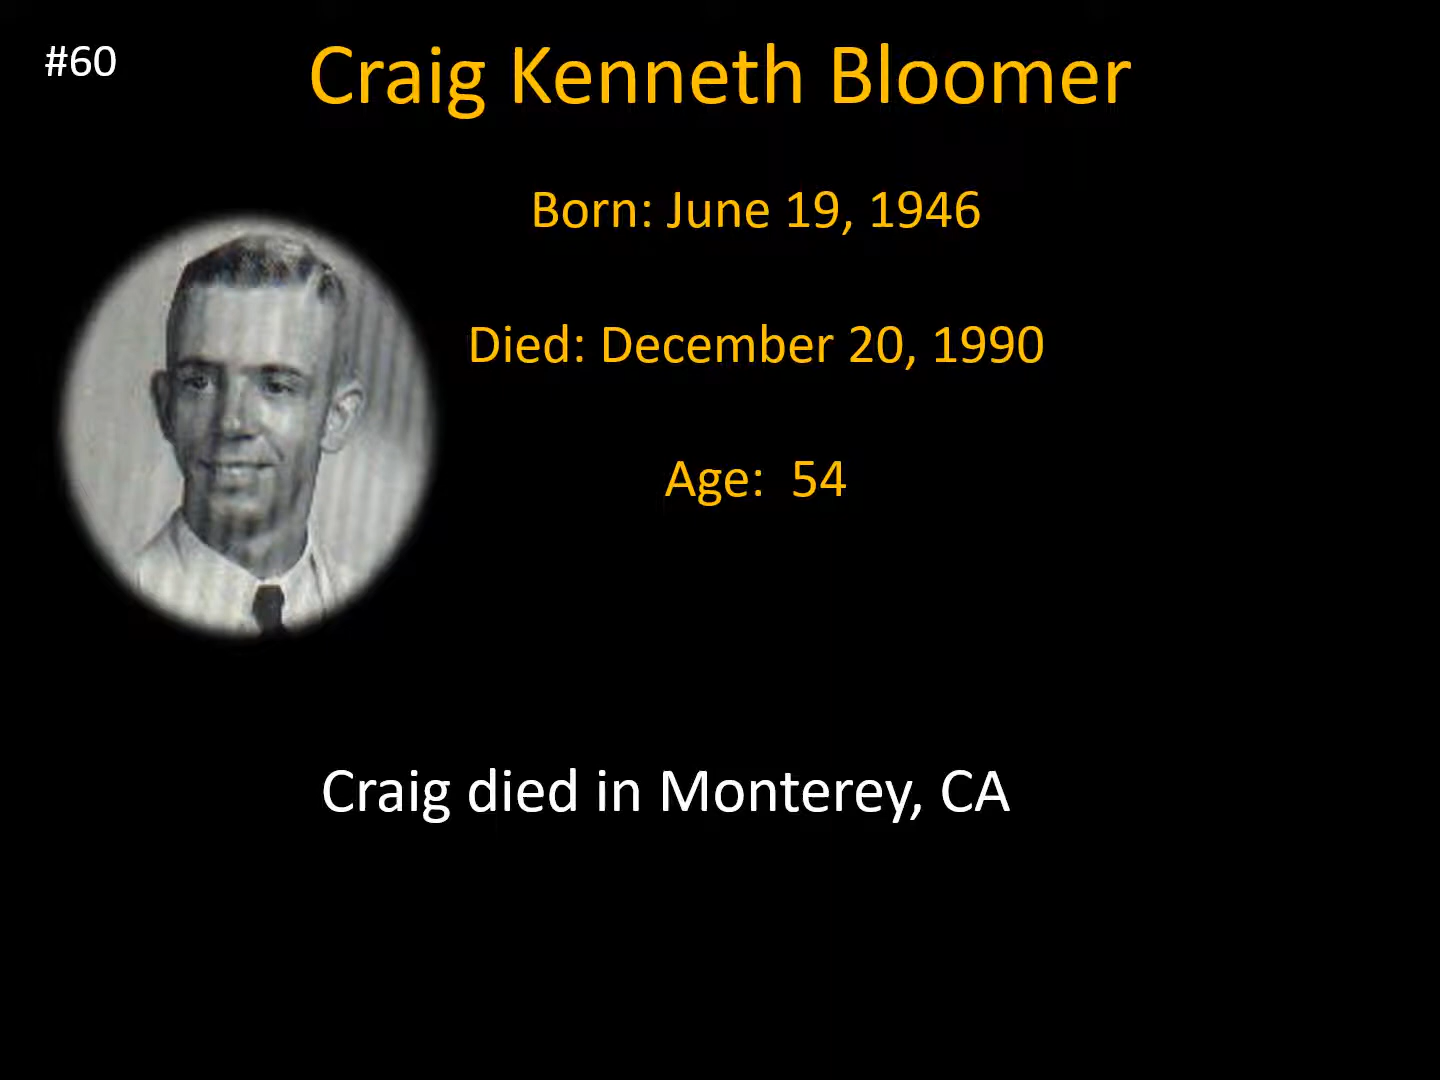 #60
Craig Kenneth Bloomer
Born: June 19, 1946
Died: December 20, 1990
Age: 54
Craig died in Monterey, CA